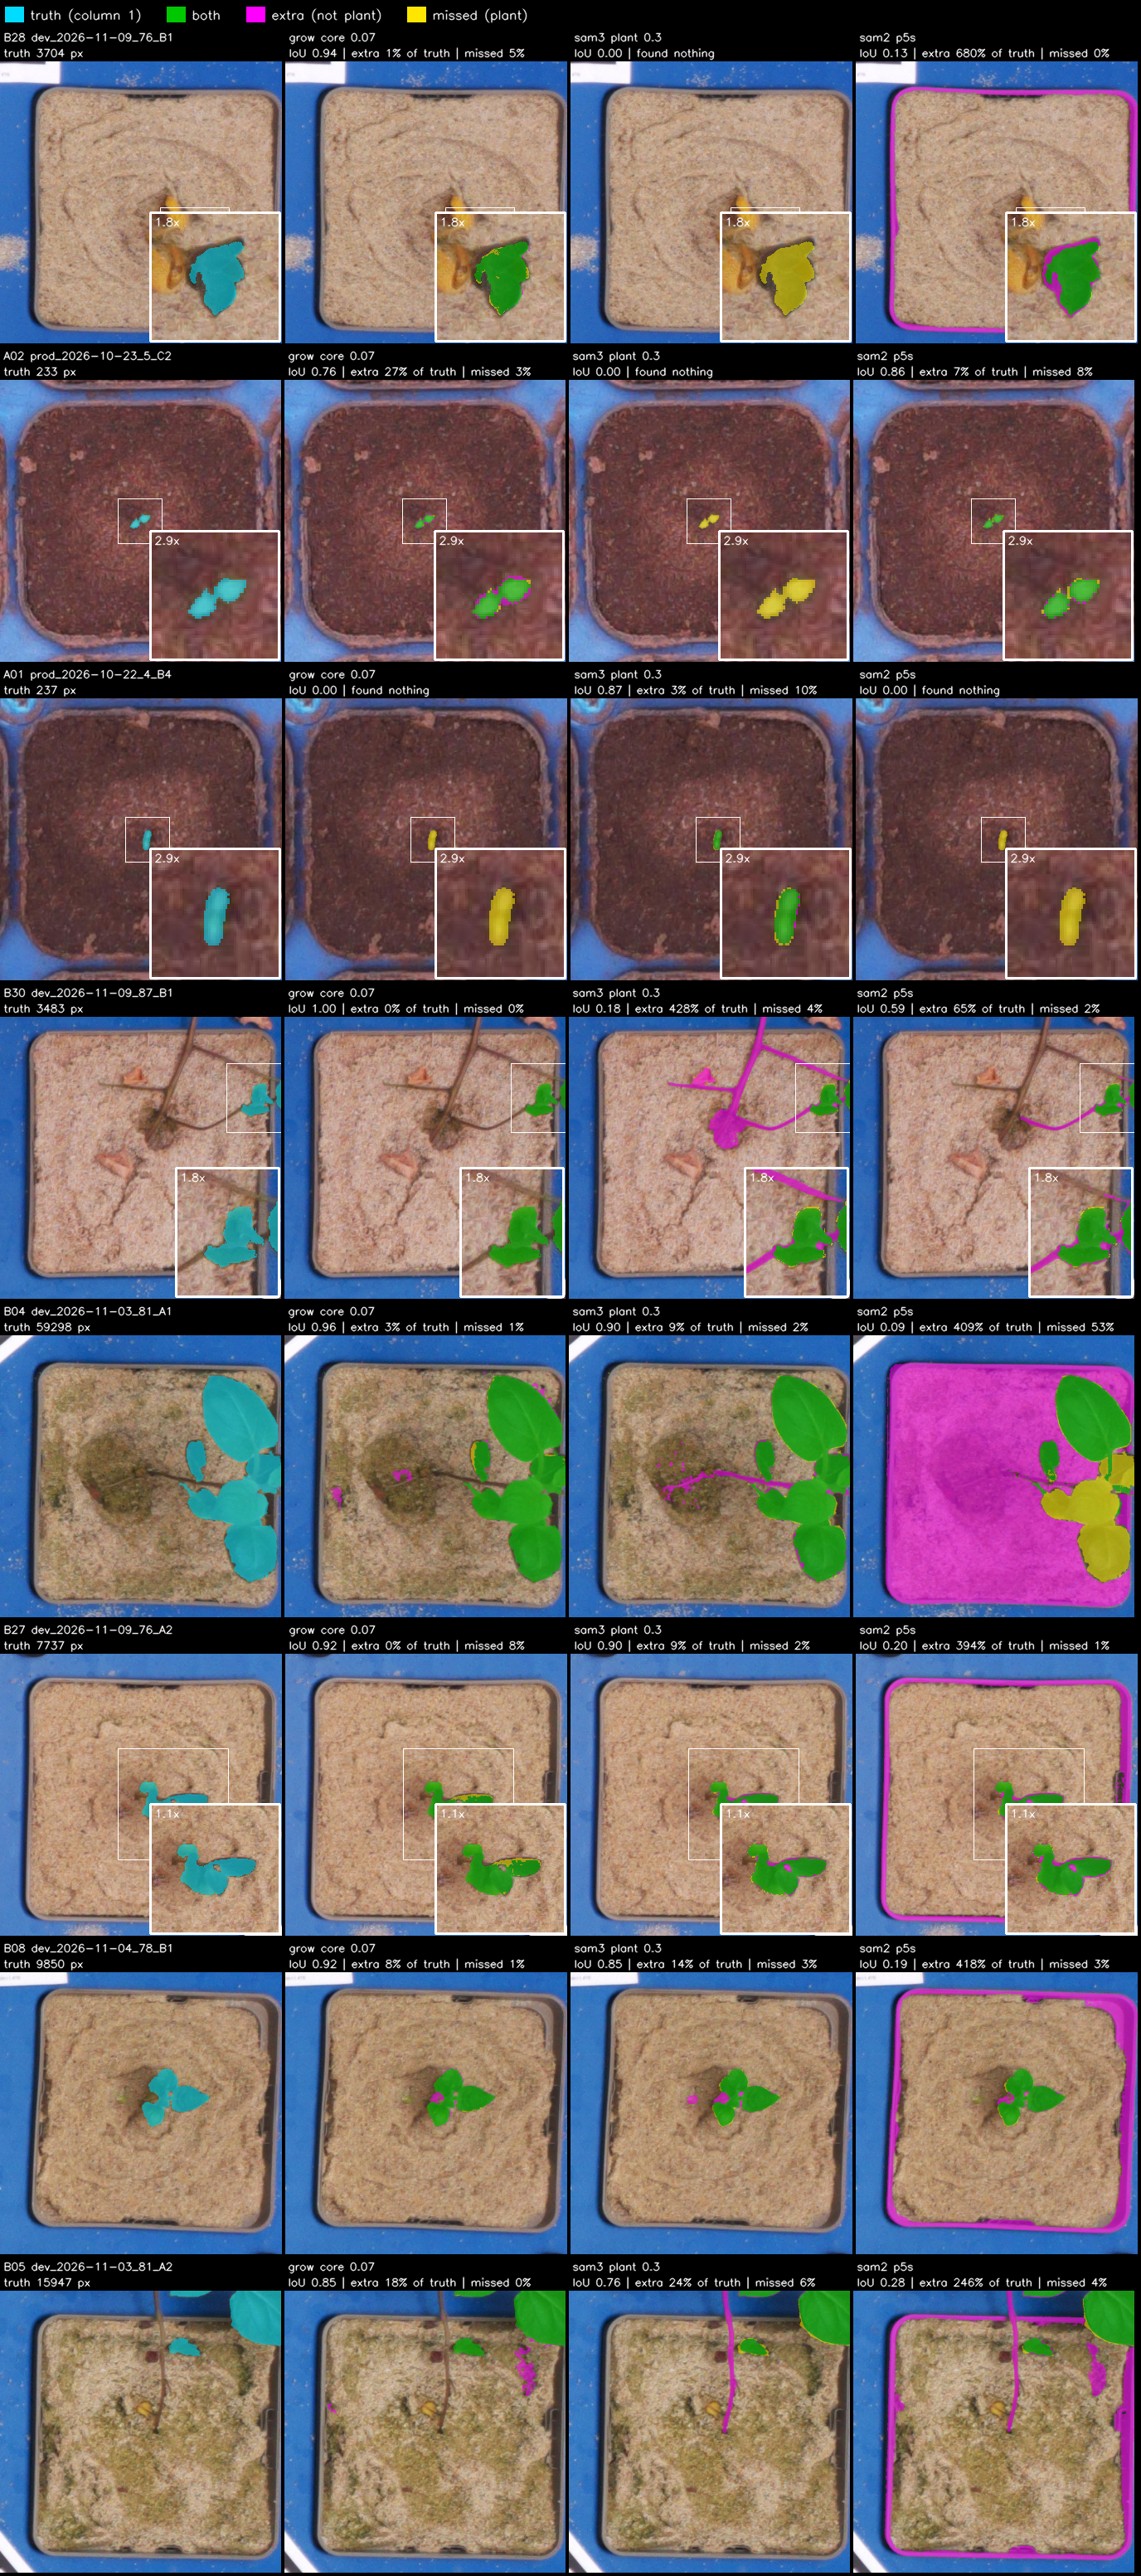 truth (column 1) both extra (not plant) missed (plant)
B28 dev_2026-11-09_76_B1 grow core 0.07 sam3 plant 0.3 sam2 p5s
truth 3704 px IoU 0.94 | extra 1% of truth | missed 5% IoU 0.00 | found nothing IoU 0.13 | extra 680% of truth | missed 0%
1.8x 1.8x 1.8x 1.8x
A02 prod_2026-10-23_5_C2 grow core 0.07 sam3 plant 0.3 sam2 p5s
truth 233 px IoU 0.76 | extra 27% of truth | missed 3% IoU 0.00 | found nothing IoU 0.86 | extra 7% of truth | missed 8%
2.9x 2.9x 2.9x 2.9x
A01 prod_2026-10-22_4_B4 grow core 0.07 sam3 plant 0.3 sam2 p5s
truth 237 px IoU 0.00 | found nothing IoU 0.87 | extra 3% of truth | missed 10% IoU 0.00 | found nothing
2.9x 2.9x 2.9x 2.9x
B30 dev_2026-11-09_87_B1 grow core 0.07 sam3 plant 0.3 sam2 p5s
truth 3483 px IoU 1.00 | extra 0% of truth | missed 0% IoU 0.18 | extra 428% of truth | missed 4% IoU 0.59 | extra 65% of truth | missed 2%
1.8x 1.8x 1.8x 1.8x
B04 dev_2026-11-03_81_A1 grow core 0.07 sam3 plant 0.3 sam2 p5s
truth 59298 px IoU 0.96 | extra 3% of truth | missed 1% IoU 0.90 | extra 9% of truth | missed 2% IoU 0.09 | extra 409% of truth | missed 53%
B27 dev_2026-11-09_76_A2 grow core 0.07 sam3 plant 0.3 sam2 p5s
truth 7737 px IoU 0.92 | extra 0% of truth | missed 8% IoU 0.90 | extra 9% of truth | missed 2% IoU 0.20 | extra 394% of truth | missed 1%
1.1x 1.1x 1.1x 1.1x
B08 dev_2026-11-04_78_B1 grow core 0.07 sam3 plant 0.3 sam2 p5s
truth 9850 px IoU 0.92 | extra 8% of truth | missed 1% IoU 0.85 | extra 14% of truth | missed 3% IoU 0.19 | extra 418% of truth | missed 3%
B05 dev_2026-11-03_81_A2 grow core 0.07 sam3 plant 0.3 sam2 p5s
truth 15947 px IoU 0.85 | extra 18% of truth | missed 0% IoU 0.76 | extra 24% of truth | missed 6% IoU 0.28 | extra 246% of truth | missed 4%